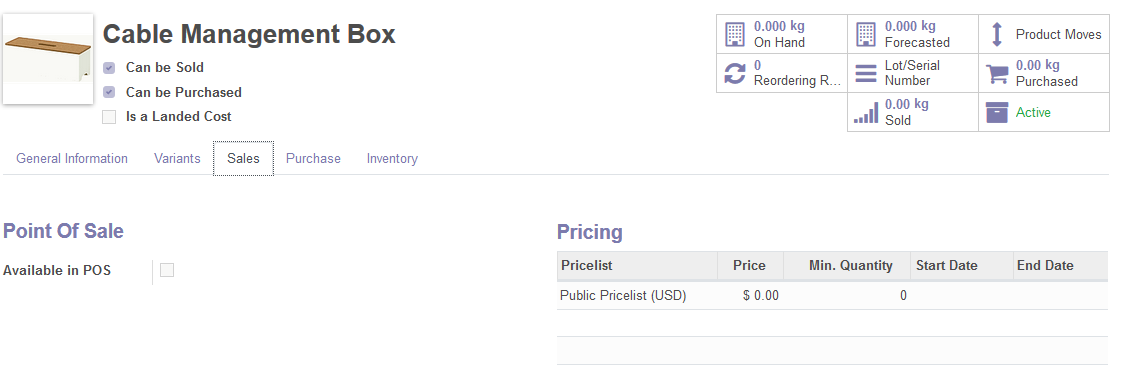 Cable Management Box
Can be Sold
Can be Purchased
Is a Landed Cost
0.000 kg
On Hand
0.000 kg
Forecasted
Product Moves
0
Reordering R...
Lot/Serial
Number
0.00 kg
Purchased
0.00 kg
Sold
Active
General Information Variants Sales Purchase Inventory
Point Of Sale
Available in POS
Pricing
Pricelist Price Min. Quantity Start Date End Date
Public Pricelist (USD) $ 0.00 0